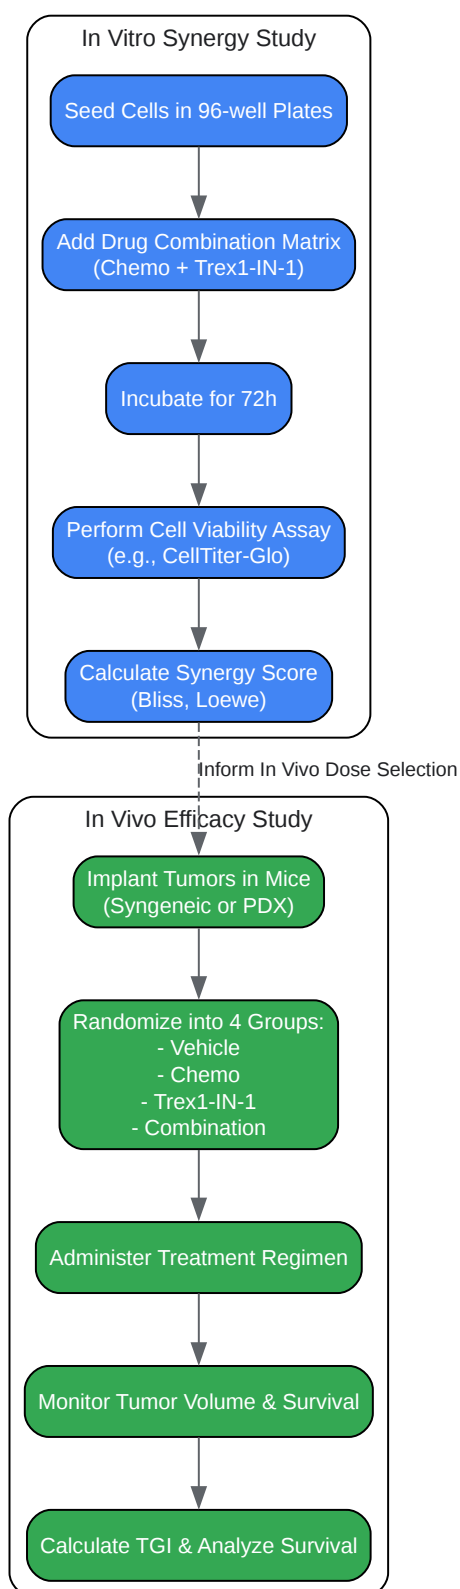 In Vitro Synergy Study
Seed Cells in 96-well Plates
Add Drug Combination Matrix
(Chemo + Trex1-IN-1)
Incubate for 72h
Perform Cell Viability Assay
(e.g., CellTiter-Glo)
Calculate Synergy Score
(Bliss, Loewe)
Inform In Vivo Dose Selection
In Vivo Efficacy Study
Implant Tumors in Mice
(Syngeneic or PDX)
Randomize into 4 Groups:
- Vehicle
- Chemo
- Trex1-IN-1
- Combination
Administer Treatment Regimen
Monitor Tumor Volume & Survival
Calculate TGI & Analyze Survival